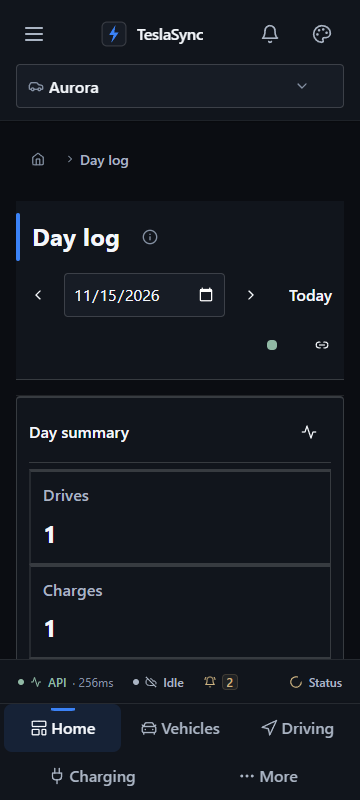 TeslaSync
Aurora
Day log
Day log
11/15/2026
Today
Day summary
Drives
1
Charges
1
API · 256ms Idle 2 Status
Home Vehicles Driving
Charging More